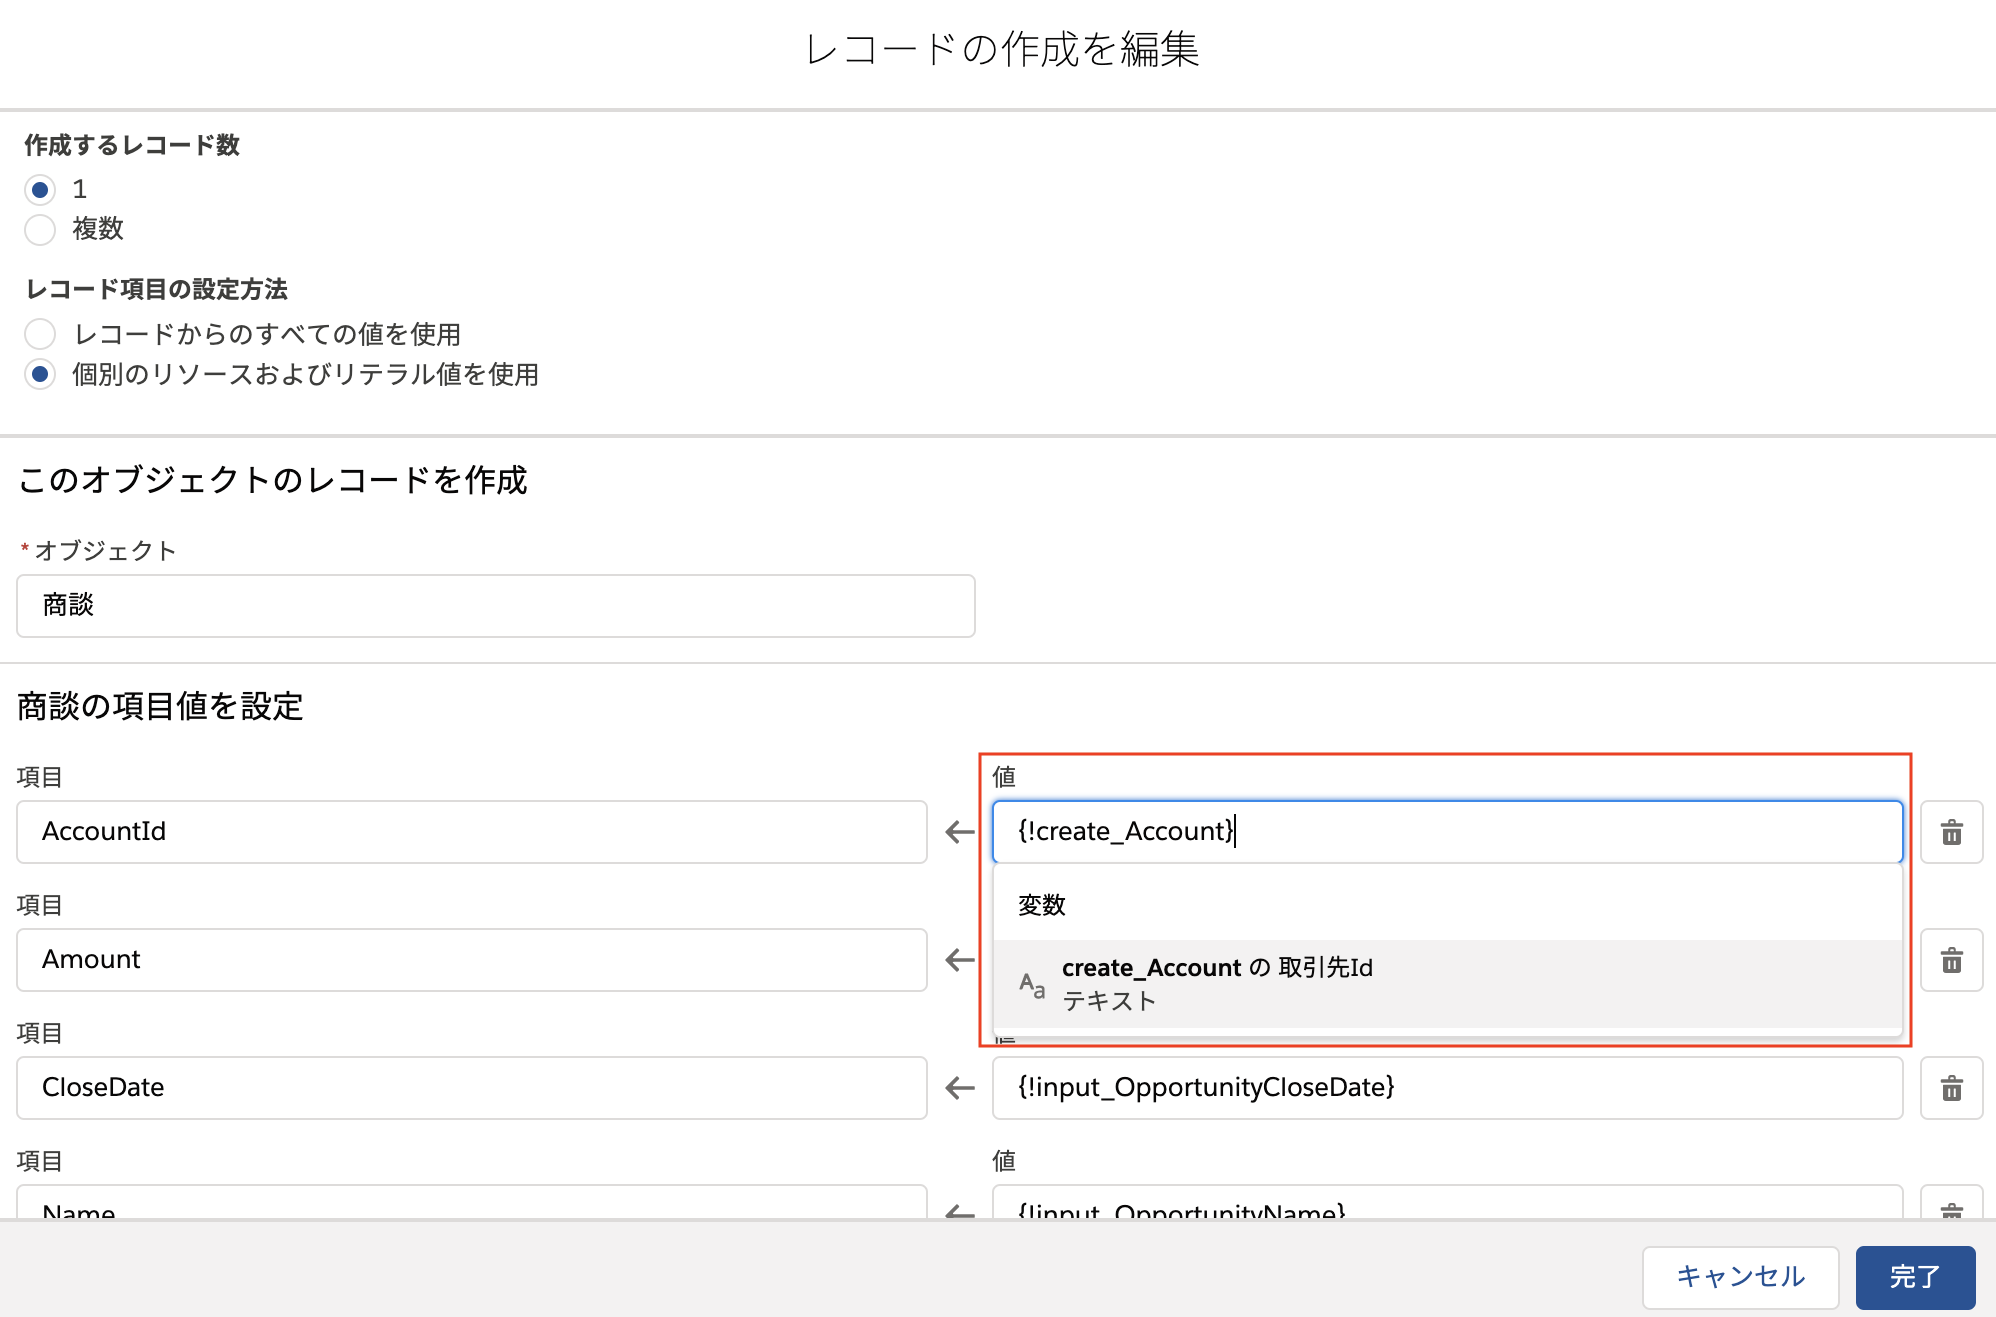 レコードの作成を編集
作成するレコード数
1
複数
レコード項目の設定方法
レコードからのすべての値を使用
個別のリソースおよびリテラル値を使用
このオブジェクトのレコードを作成
*オブジェクト
商談
商談の項目値を設定
項目
値
AccountId
{!create_Account}
変数
項目
Amount
create_Account の 取引先Id
Aa
テキスト
項目
値
CloseDate
{!input_OpportunityCloseDate}
項目
値
Name
{!input_OpportunityName}
キャンセル
完了